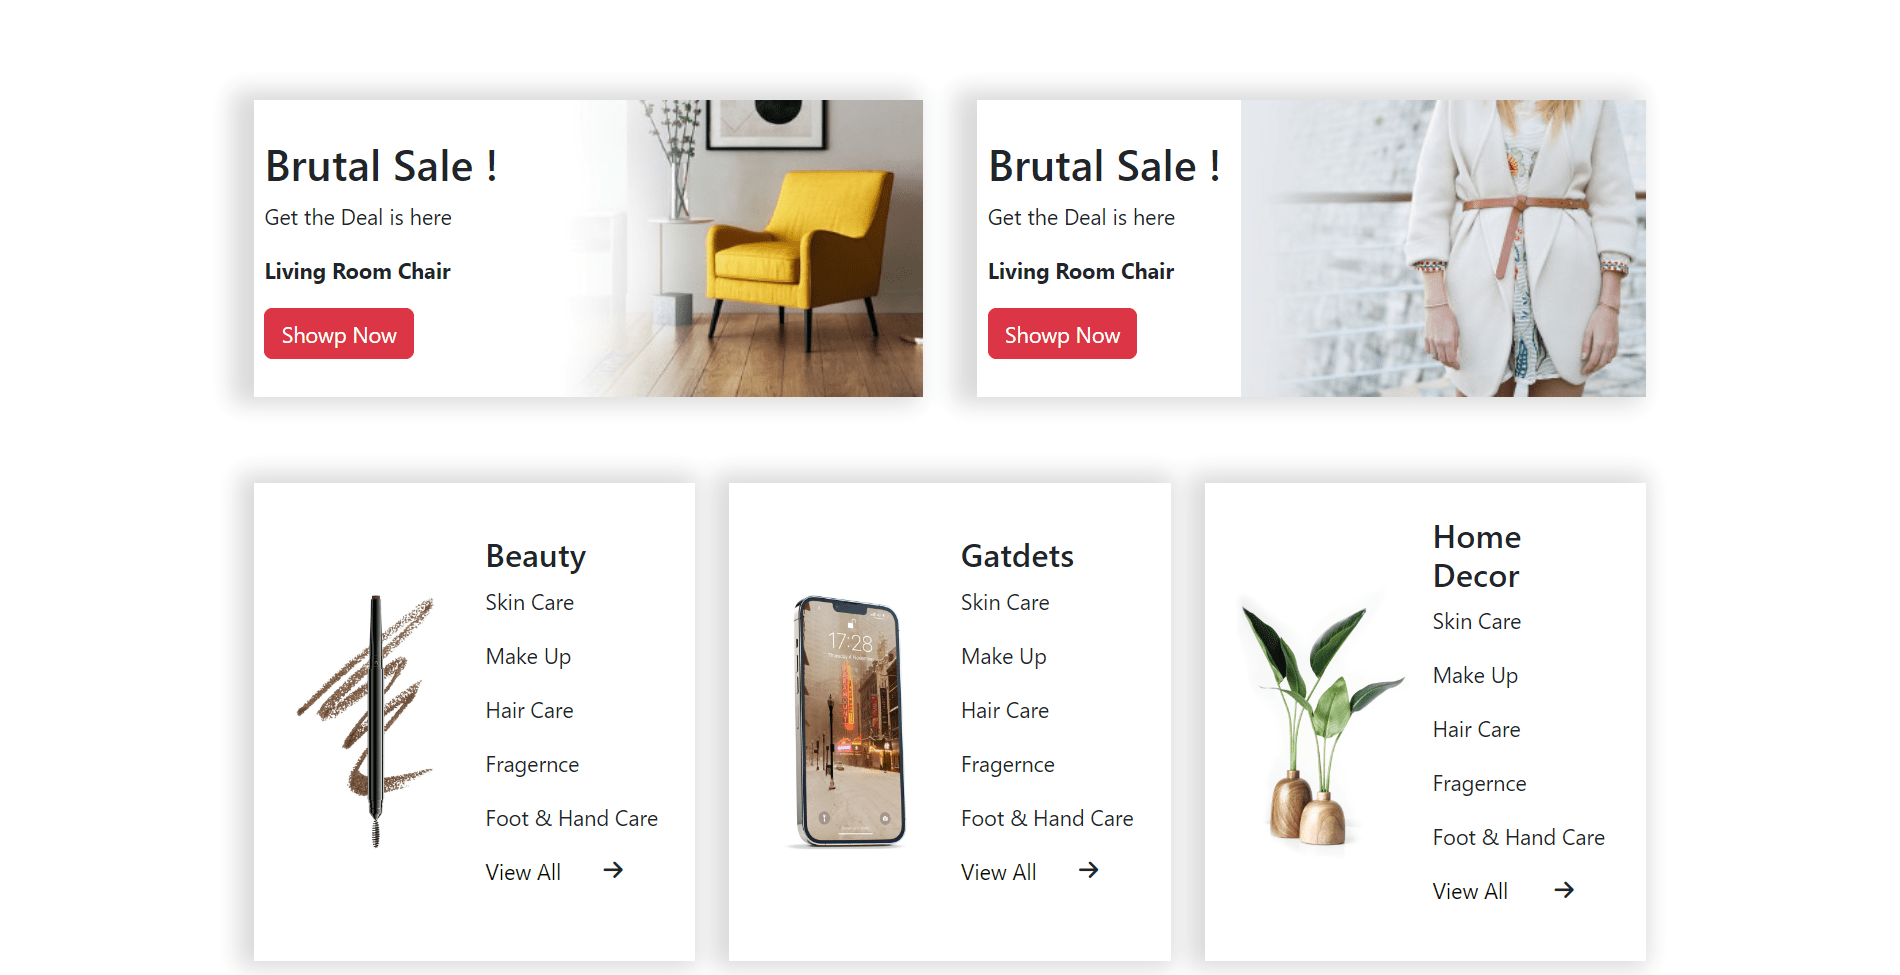 Brutal Sale !
Get the Deal is here
Living Room Chair
Showp Now
Brutal Sale !
Get the Deal is here
Living Room Chair
Showp Now
Beauty
Skin Care
Make Up
Hair Care
Fragernce
Foot & Hand Care
View All
17:28
Gatdets
Skin Care
Make Up
Hair Care
Fragernce
Foot & Hand Care
View All
Home
Decor
Skin Care
Make Up
Hair Care
Fragernce
Foot & Hand Care
View All